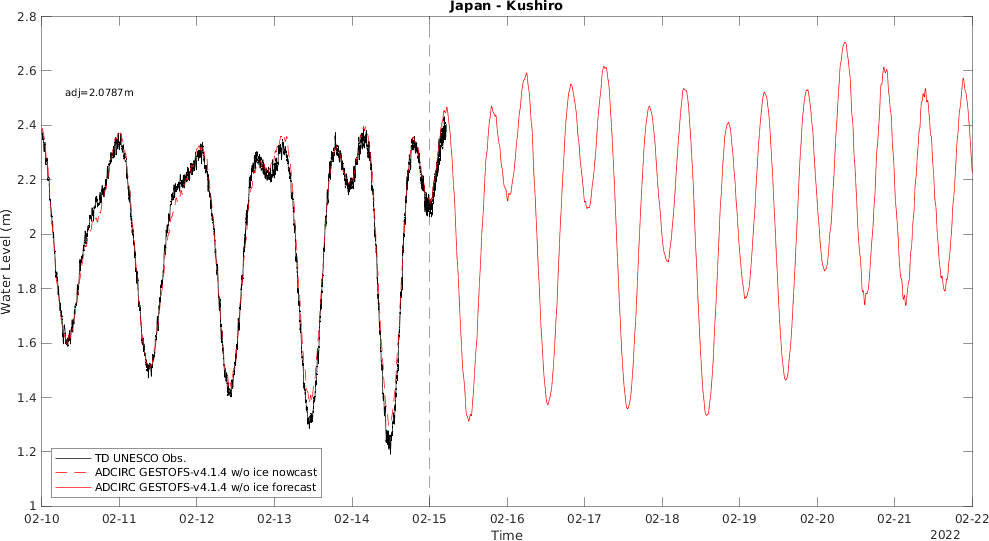 Japan - Kushiro
2.8
2.6
2.4
2.2
2
1.8
1.6
1.4
1.2
1
Water Level (m)
adj=2.0787m
TD UNESCO Obs.
ADCIRC GESTOFS-v4.1.4 w/o ice nowcast
ADCIRC GESTOFS-v4.1.4 w/o ice forecast
02-10 02-11 02-12 02-13 02-14 02-15 02-16 02-17 02-18 02-19 02-20 02-21 02-22
Time
2022